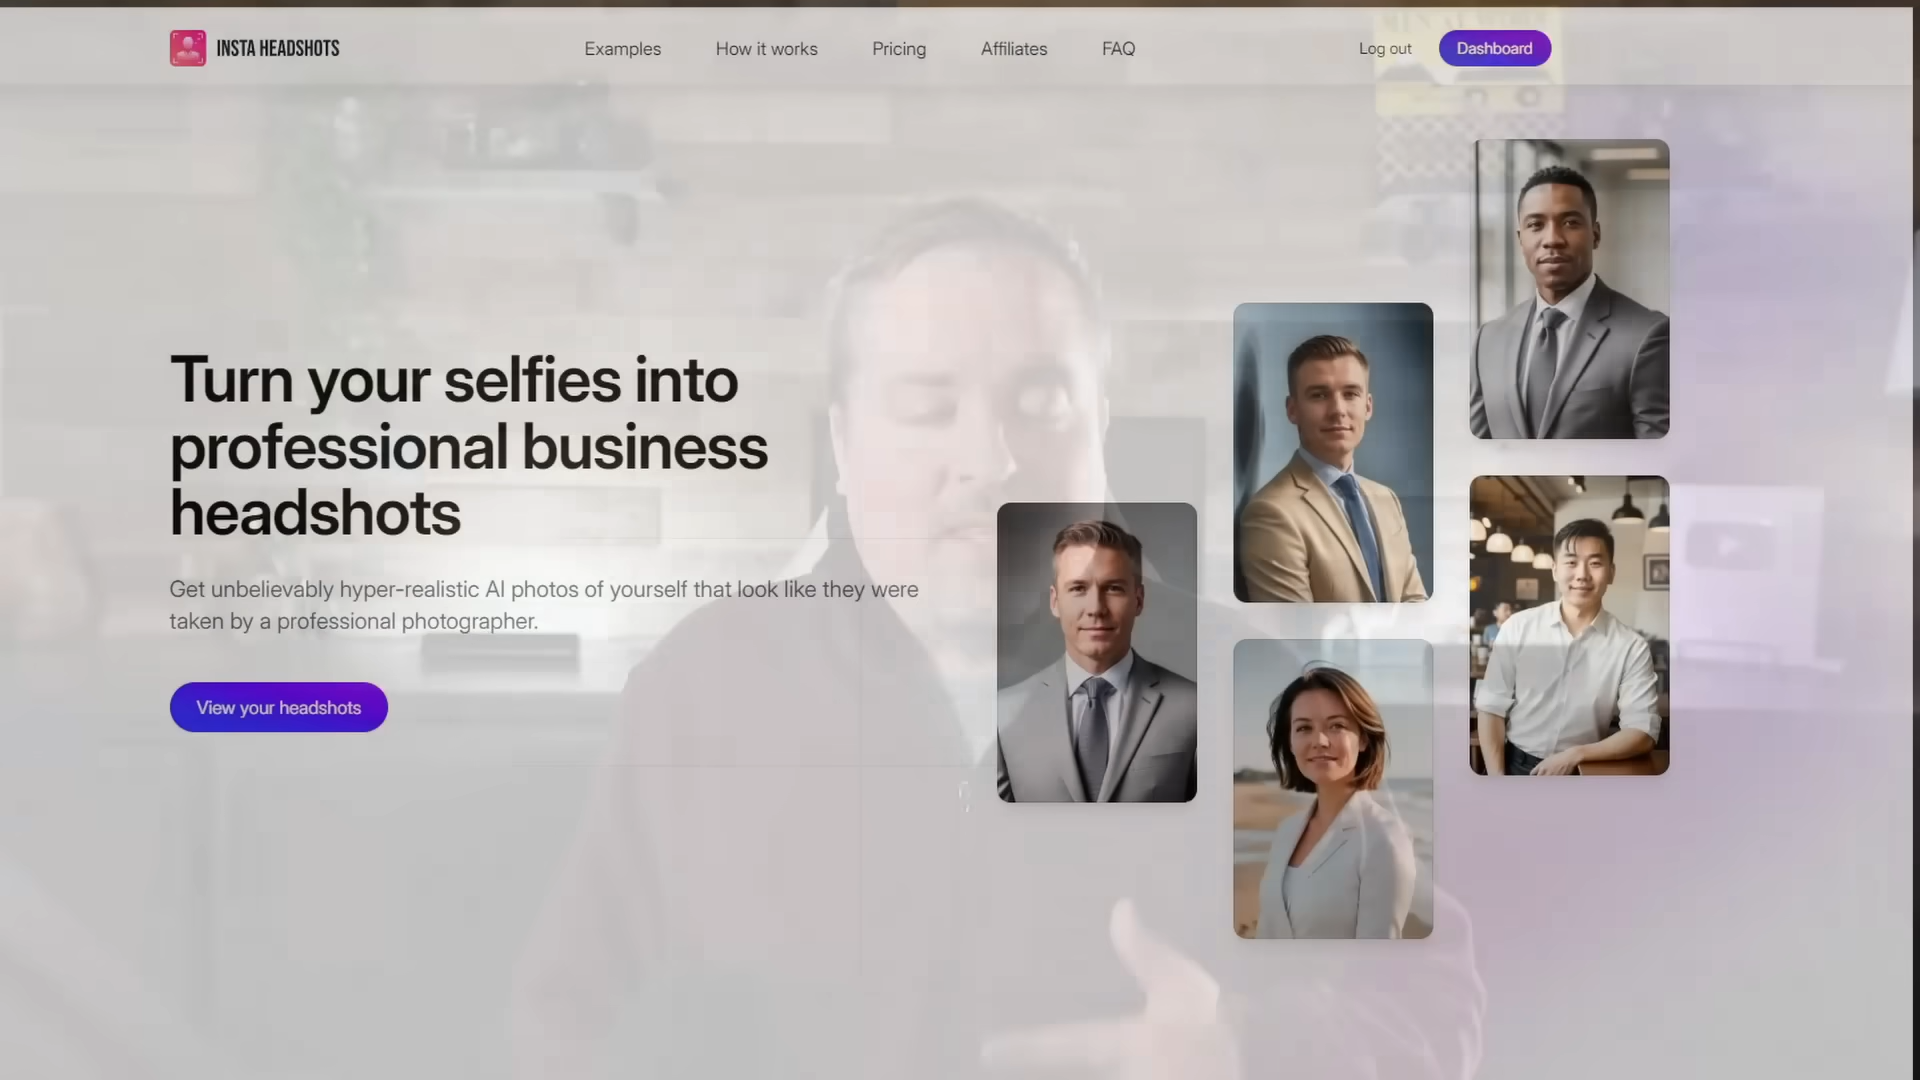 INSTA HEADSHOTS
Examples
How it works
Pricing
Affiliates
FAQ
Log out
Dashboard
Turn your selfies into
professional business
headshots
Get unbelievably hyper-realistic AI photos of yourself that look like they were
taken by a professional photographer.
View your headshots